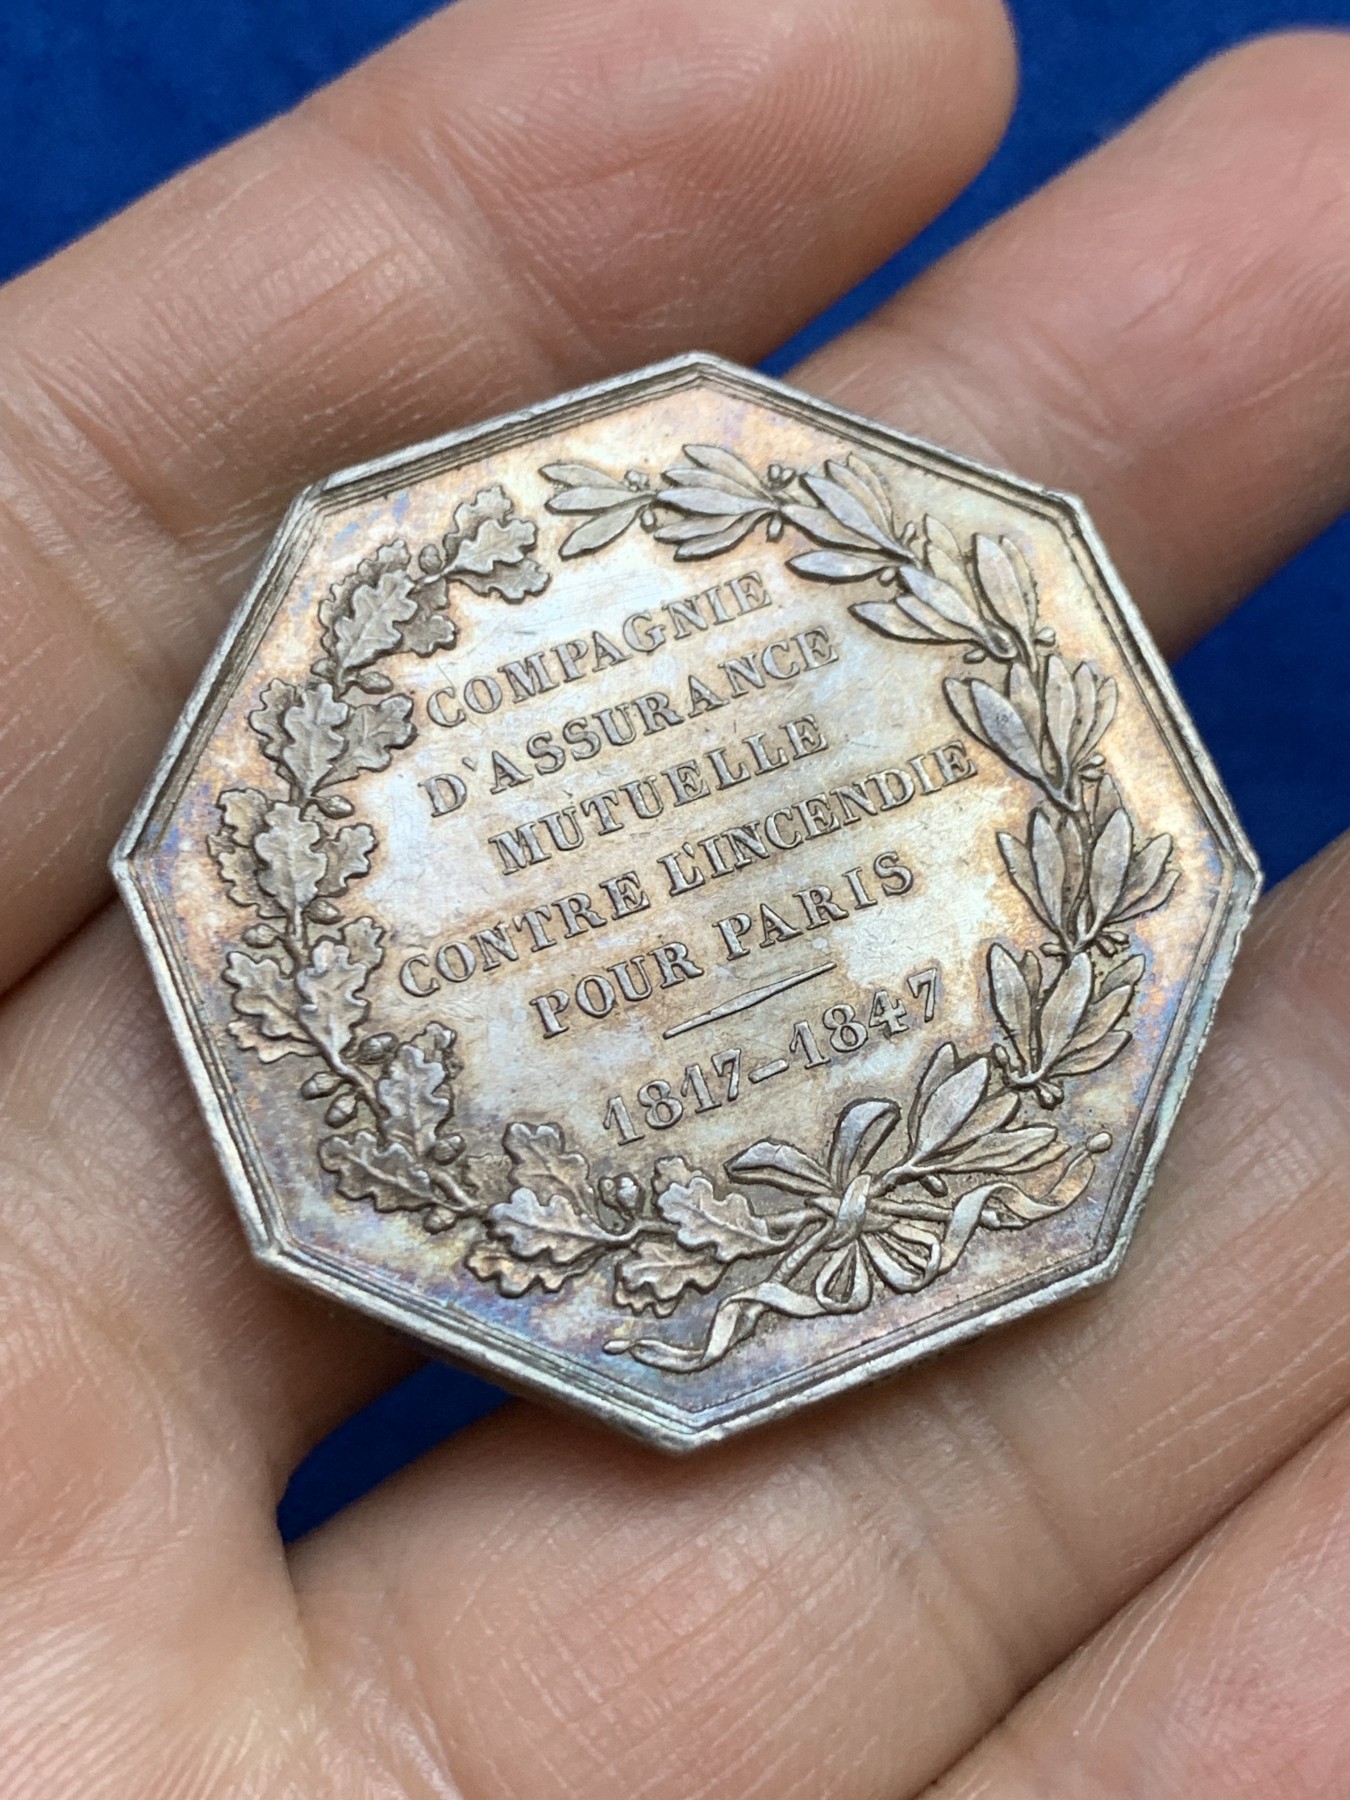 COMPAGNIE
D'ASSURANCE
MUTUELLE
CONTRE L'INCENDIE
POUR PARIS
1817-1847